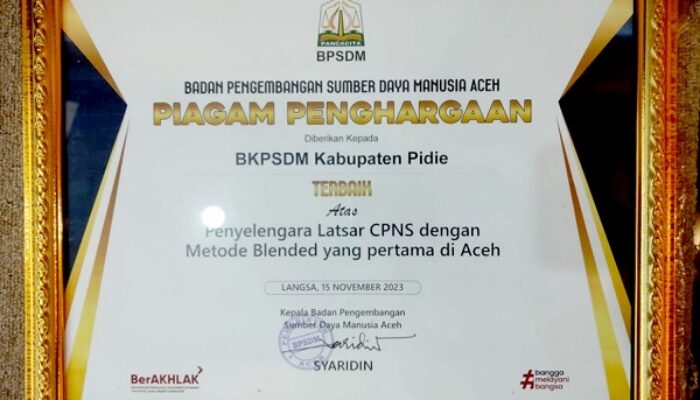 PANCACITA
BPSDM
BADAN PENGEMBANGAN SUMBER DAYA MANUSIA ACEH
PIAGAM PENGHARGAAN
Diberikan Kepada
BKPSDM Kabupaten Pidie
TERBAIK
Atas
Penyelengara Latsar CPNS dengan
Metode Blended yang pertama di Aceh
LANGSA, 15 NOVEMBER 2023
Kepala Badan Pengembangan
Sumber Daya Manusia Aceh
BPSDM
SYARIDIN
BerAKHLAK
#bangga
melayani
bangsa